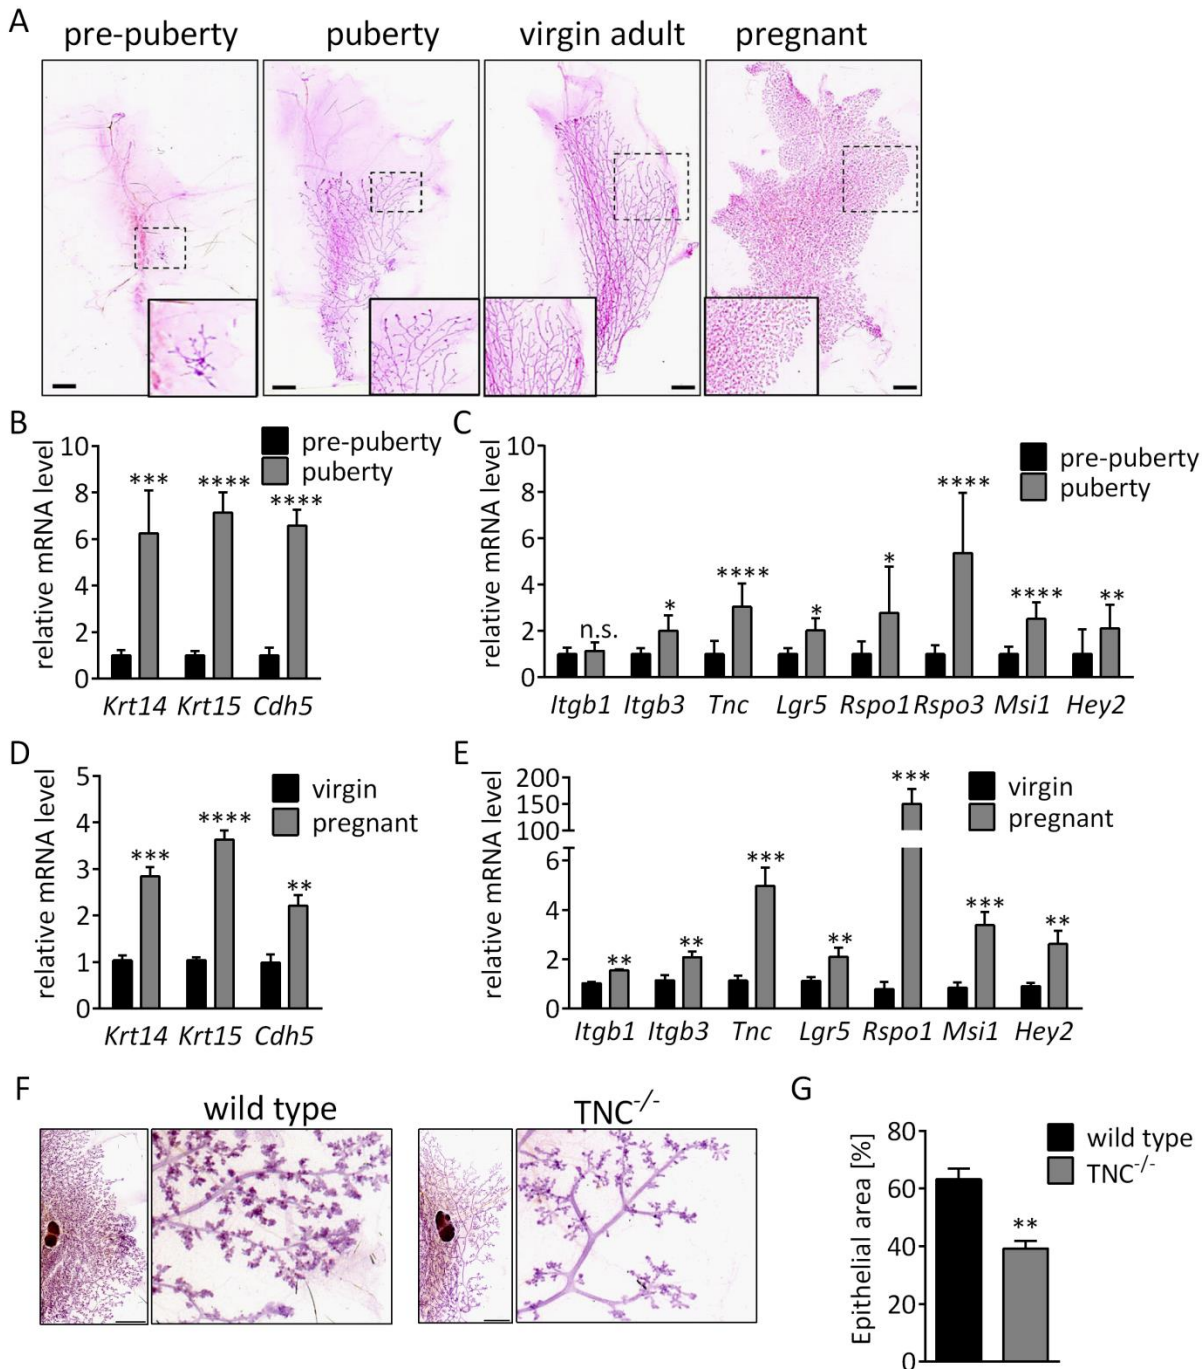 A
pre-puberty puberty virgin adult pregnant
B
relative mRNA level
10
8
6
4
2
0
pre-puberty
puberty
*** **** ****
Krt14 Krt15 Cdh5
C
relative mRNA level
10
8
6
4
2
0
pre-puberty
puberty
n.s. * **** * * **** **** **
Itgb1 Itgb3 Tnc Lgr5 Rspo1 Rspo3 Msi1 Hey2
D
relative mRNA level
5
4
3
2
1
0
virgin
pregnant
*** **** **
Krt14 Krt15 Cdh5
E
relative mRNA level
200
150
100
6
4
2
0
virgin
pregnant
** ** *** ** *** *** **
Itgb1 Itgb3 Tnc Lgr5 Rspo1 Msi1 Hey2
F
wild type TNC-/-
G
Epithelial area [%]
80
60
40
20
0
wild type
TNC-/-
**